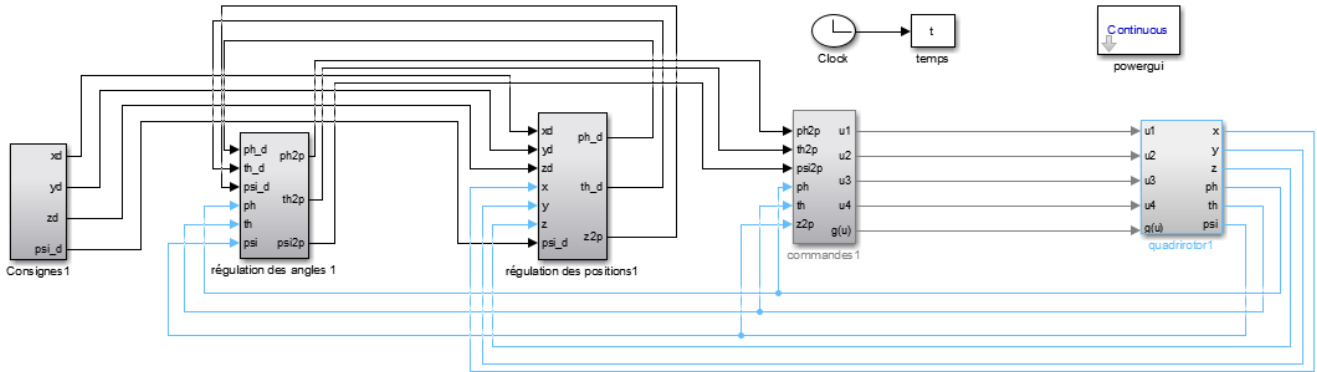 Clock
t
temps
Continuous
powergui
xd
yd
zd
psi_d
Consignes1
ph_d
th_d
psi_d
ph
th
psi
ph2p
th2p
psi2p
régulation des angles 1
xd
yd
zd
x
y
z
psi_d
ph_d
th_d
z2p
régulation des positions1
ph2p
th2p
psi2p
ph
th
z2p
u1
u2
u3
u4
g(u)
commandes1
u1
u2
u3
u4
g(u)
x
y
z
ph
th
psi
quadrirotor1